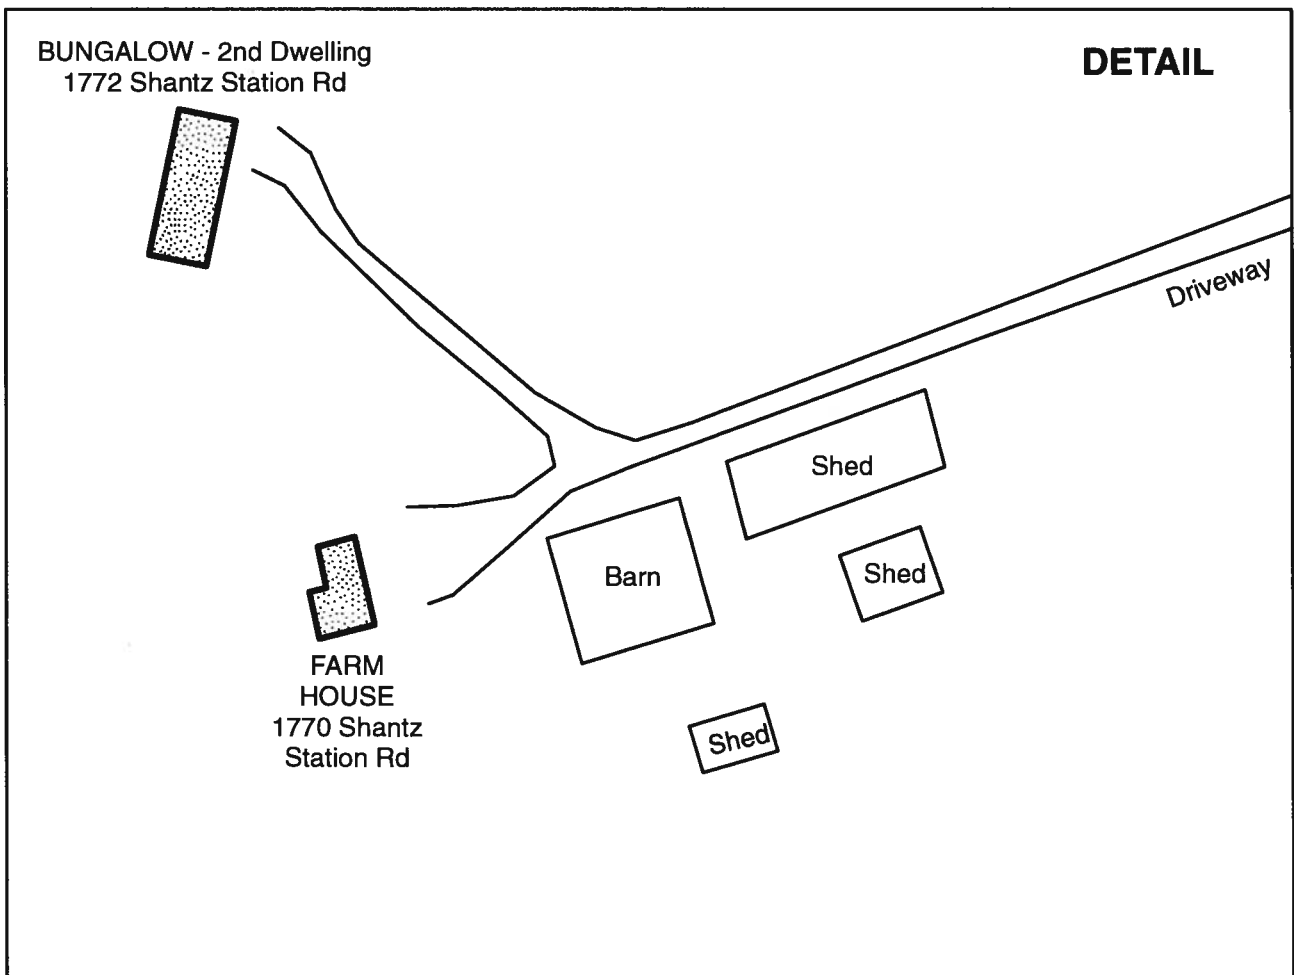 BUNGALOW - 2nd Dwelling
1772 Shantz Station Rd
DETAIL
Driveway
Shed
Barn
Shed
FARM
HOUSE
1770 Shantz
Station Rd
Shed